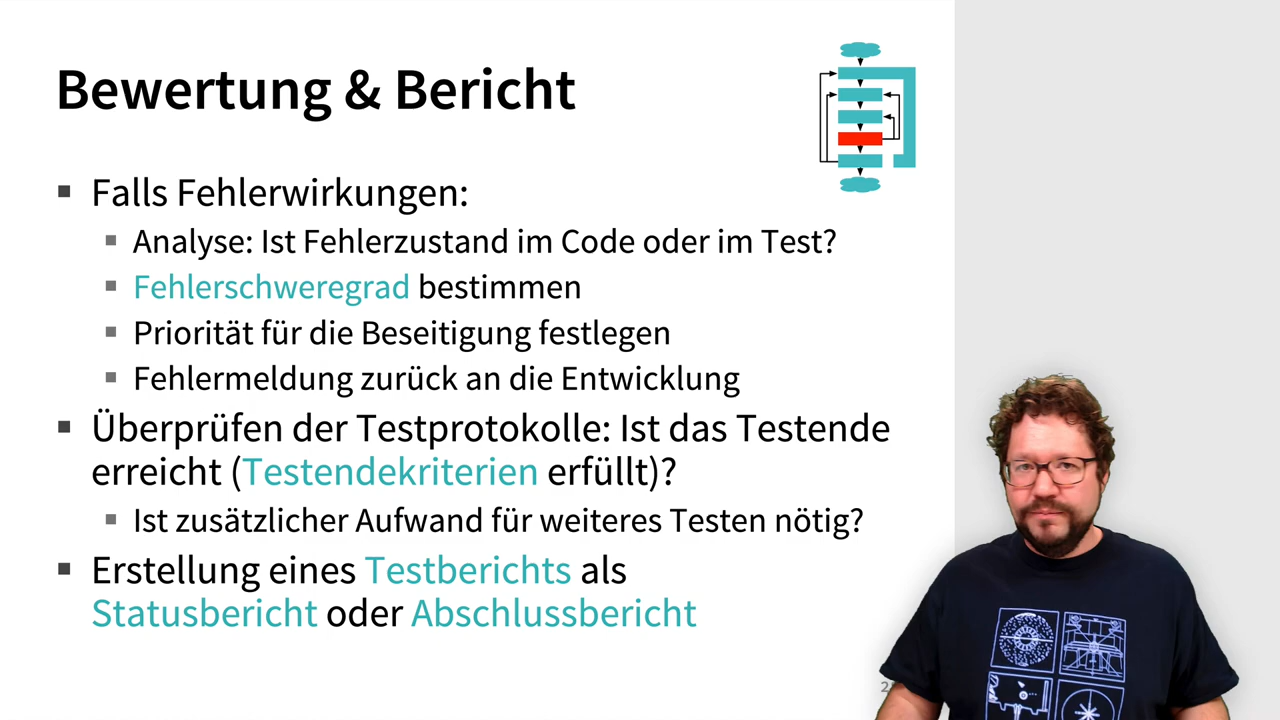 Bewertung & Bericht
Falls Fehlerwirkungen:
Analyse: Ist Fehlerzustand im Code oder im Test?
Fehlerschweregrad bestimmen
Priorität für die Beseitigung festlegen
Fehlermeldung zurück an die Entwicklung
Überprüfen der Testprotokolle: Ist das Testende
erreicht (Testendekriterien erfüllt)?
Ist zusätzlicher Aufwand für weiteres Testen nötig?
Erstellung eines Testberichts als
Statusbericht oder Abschlussbericht